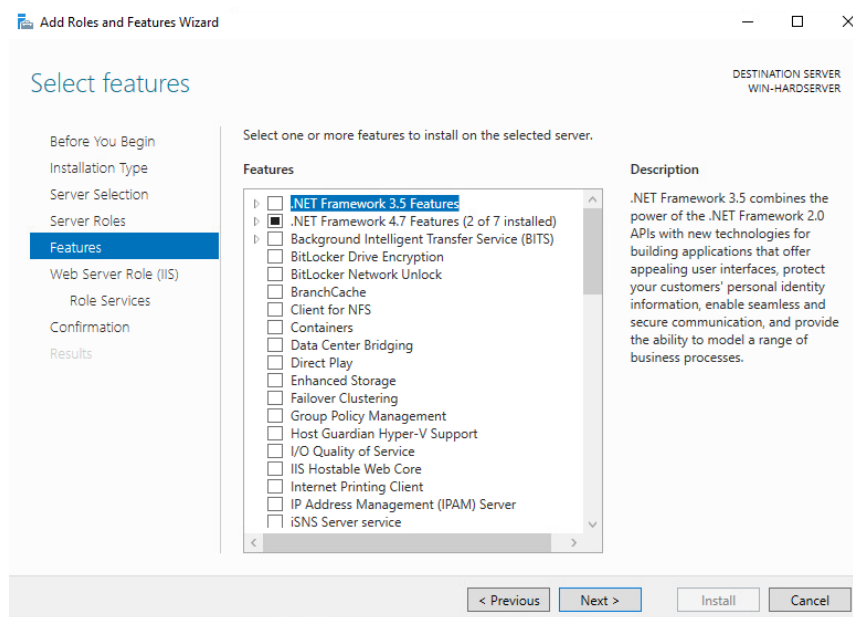 Add Roles and Features Wizard
Select features
DESTINATION SERVER
WIN-HARDSERVER
Before You Begin
Installation Type
Server Selection
Server Roles
Features
Web Server Role (IIS)
Role Services
Confirmation
Results
Select one or more features to install on the selected server.
Features
.NET Framework 3.5 Features
.NET Framework 4.7 Features (2 of 7 installed)
Background Intelligent Transfer Service (BITS)
BitLocker Drive Encryption
BitLocker Network Unlock
BranchCache
Client for NFS
Containers
Data Center Bridging
Direct Play
Enhanced Storage
Failover Clustering
Group Policy Management
Host Guardian Hyper-V Support
I/O Quality of Service
IIS Hostable Web Core
Internet Printing Client
IP Address Management (IPAM) Server
iSNS Server service
Description
.NET Framework 3.5 combines the
power of the .NET Framework 2.0
APIs with new technologies for
building applications that offer
appealing user interfaces, protect
your customers' personal identity
information, enable seamless and
secure communication, and provide
the ability to model a range of
business processes.
< Previous
Next >
Install
Cancel